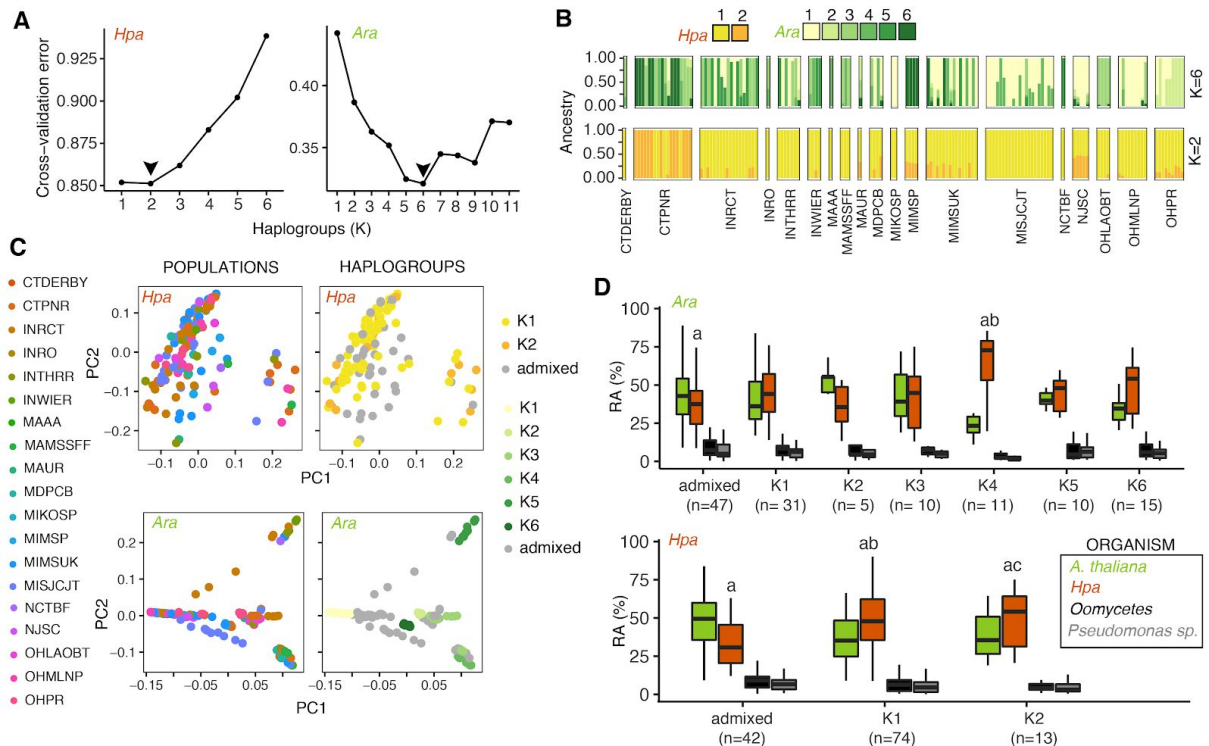 A
Hpa
Ara
Cross-validation error
0.925
0.900
0.875
0.850
0.40
0.35
1 2 3 4 5 6
1 2 3 4 5 6 7 8 9 10 11
Haplogroups (K)
B
Hpa
1 2
Ara
1 2 3 4 5 6
Ancestry
1.00
0.50
0.00
K=6
1.00
0.50
0.00
K=2
CTDERBY
CTPNR
INRCT
INRO
INTHRR
INWIER
MAAA
MAMSSFF
MAUR
MDPCB
MIKOSP
MIMSP
MIMSUK
MISJCJT
NCTBF
NJSC
OHLAOBT
OHMLNP
OHPR
C
POPULATIONS
HAPLOGROUPS
CTDERBY
CTPNR
INRCT
INRO
INTHRR
INWIER
MAAA
MAMSSFF
MAUR
MDPCB
MIKOSP
MIMSP
MIMSUK
MISJCJT
NCTBF
NJSC
OHLAOBT
OHMLNP
OHPR
Hpa
Hpa
PC2
0.1
0.0
−0.1
−0.2
−0.1 0.0 0.1 0.2
−0.1 0.0 0.1 0.2
PC1
K1
K2
admixed
Ara
Ara
PC2
0.2
0.1
0.0
−0.1
−0.15 −0.05 0.05
−0.15 −0.05 0.05
PC1
K1
K2
K3
K4
K5
K6
admixed
D
Ara
RA (%)
100
75
50
25
0
a
ab
admixed K1 K2 K3 K4 K5 K6
(n=47) (n= 31) (n= 5) (n= 10) (n= 11) (n= 10) (n= 15)
Hpa
RA (%)
100
75
50
25
0
a
ab
ac
admixed K1 K2
(n=42) (n=74) (n=13)
ORGANISM
A. thaliana
Hpa
Oomycetes
Pseudomonas sp.